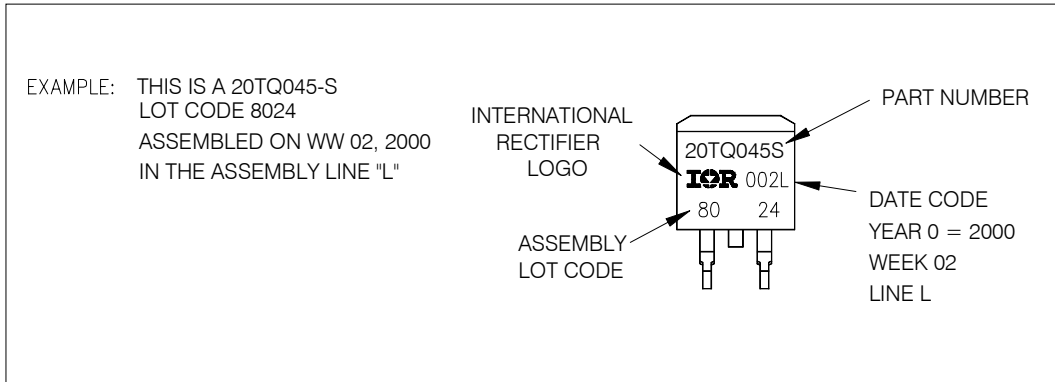 EXAMPLE: THIS IS A 20TQ045-S
LOT CODE 8024
ASSEMBLED ON WW 02, 2000
IN THE ASSEMBLY LINE "L"
INTERNATIONAL
RECTIFIER
LOGO
PART NUMBER
20TQ045S
IOR 002L
80 24
ASSEMBLY
LOT CODE
DATE CODE
YEAR 0 = 2000
WEEK 02
LINE L